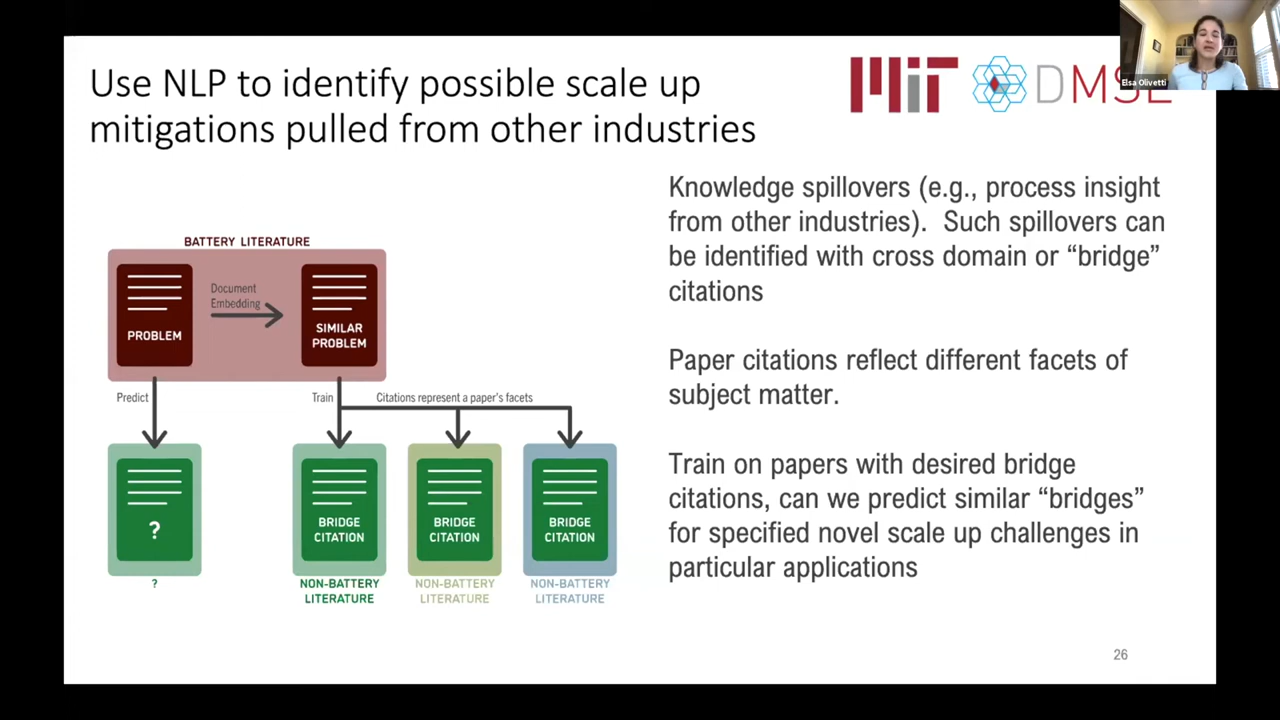 Use NLP to identify possible scale up
mitigations pulled from other industries
MIT
DMSE
Elsa Olivetti
Knowledge spillovers (e.g., process insight
from other industries).  Such spillovers can
be identified with cross domain or “bridge”
citations
Paper citations reflect different facets of
subject matter.
Train on papers with desired bridge
citations, can we predict similar “bridges”
for specified novel scale up challenges in
particular applications
BATTERY LITERATURE
PROBLEM
Document
Embedding
SIMILAR
PROBLEM
Predict
Train
Citations represent a paper's facets
?
?
BRIDGE
CITATION
NON-BATTERY
LITERATURE
BRIDGE
CITATION
NON-BATTERY
LITERATURE
BRIDGE
CITATION
NON-BATTERY
LITERATURE
26